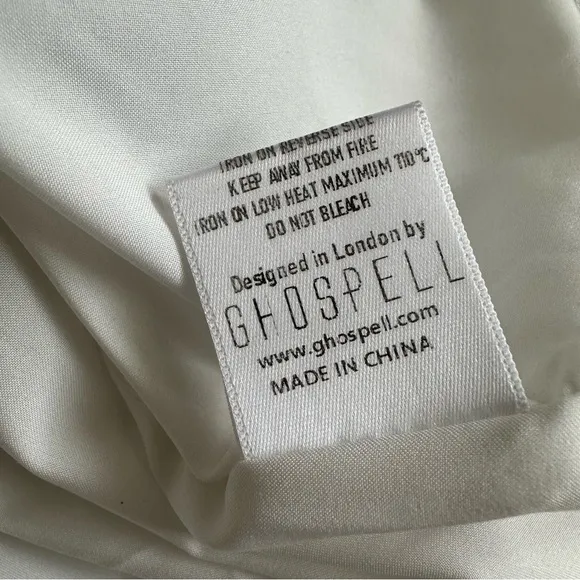 IRON ON REVERSE SIDE
KEEP AWAY FROM FIRE
IRON ON LOW HEAT MAXIMUM 110°C
DO NOT BLEACH
Designed in London by
GHOSPELL
www.ghospell.com
MADE IN CHINA